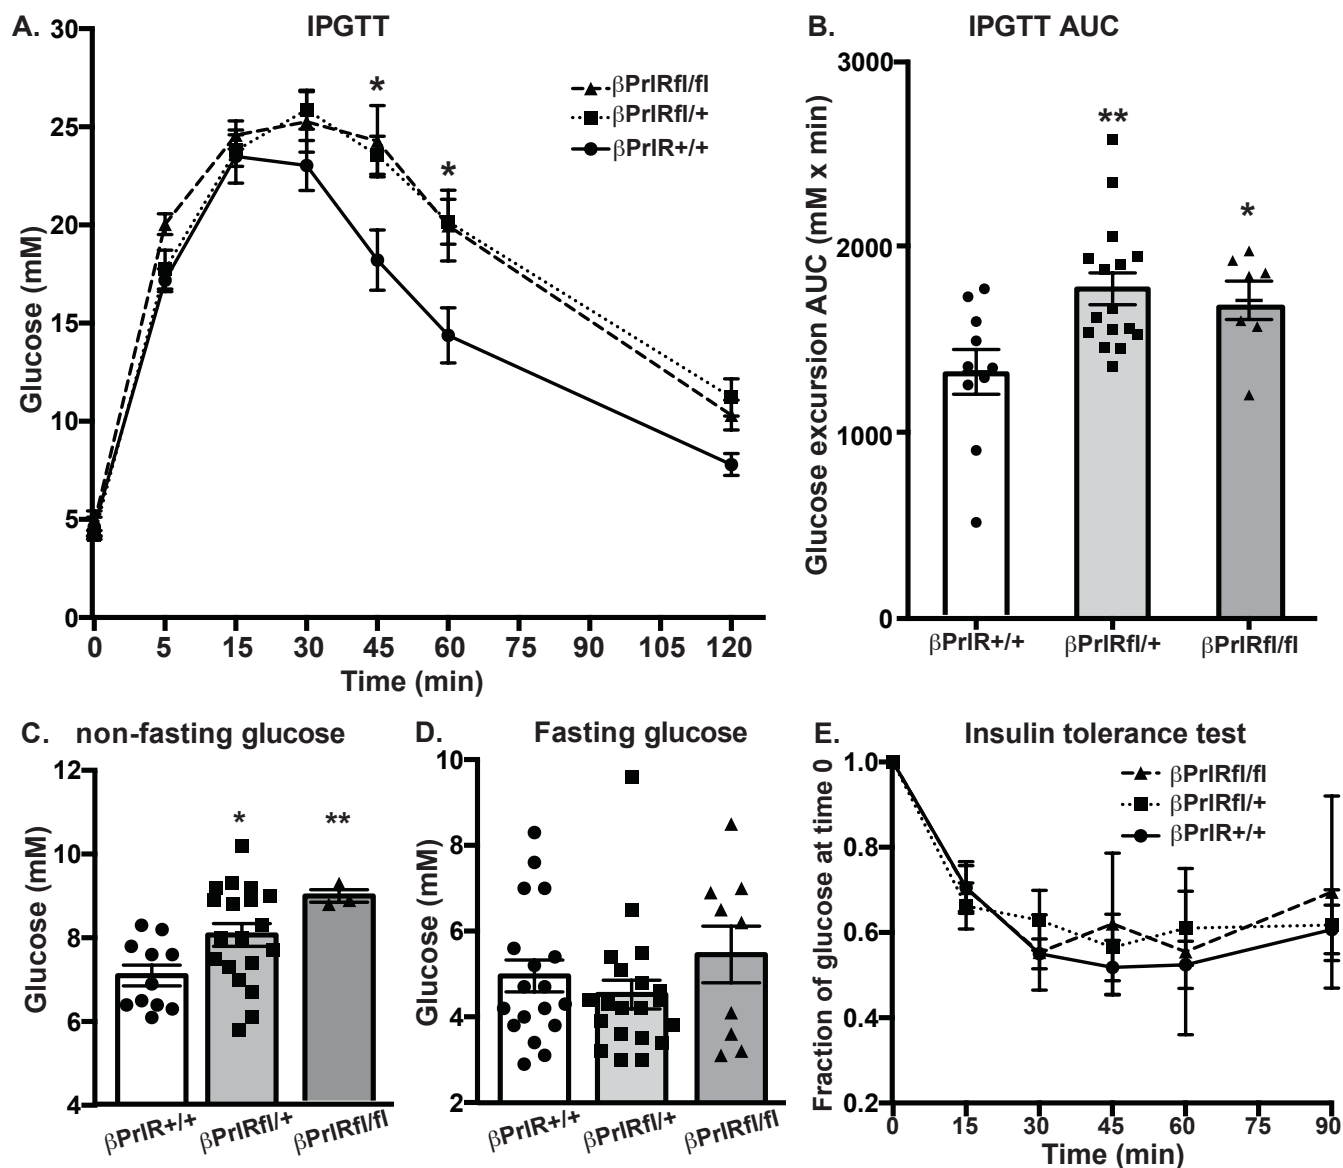 A. IPGTT
30
25
20
15
10
5
0
Glucose (mM)
*
*
βPrlRfl/fl
βPrlRfl/+
βPrlR+/+
0 5 15 30 45 60 75 90 105 120
Time (min)
B. IPGTT AUC
3000
2000
1000
0
Glucose excursion AUC (mM x min)
**
*
βPrlR+/+ βPrlRfl/+ βPrlRfl/fl
C. non-fasting glucose
12
10
8
6
4
Glucose (mM)
*
**
βPrlR+/+ βPrlRfl/+ βPrlRfl/fl
D. Fasting glucose
10
8
6
4
2
Glucose (mM)
βPrlR+/+ βPrlRfl/+ βPrlRfl/fl
E. Insulin tolerance test
1.0
0.8
0.6
0.4
0.2
Fraction of glucose at time 0
βPrlRfl/fl
βPrlRfl/+
βPrlR+/+
0 15 30 45 60 90
Time (min)